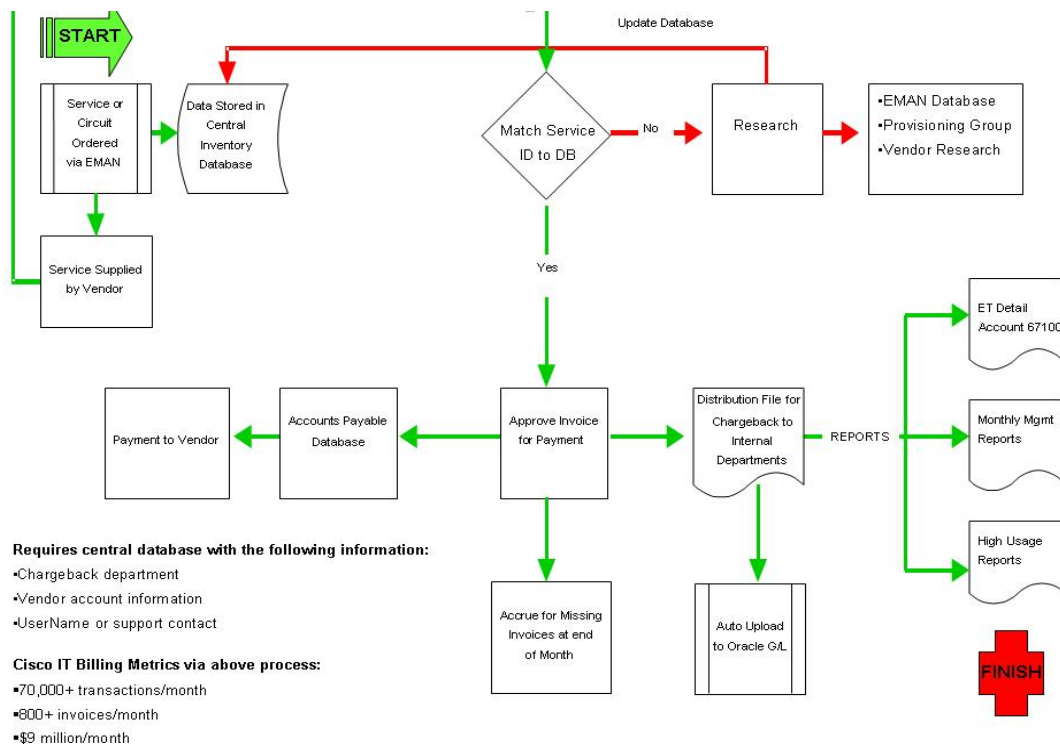 Update Database
START
Service or
Circuit
Ordered
via EMAN
Data Stored in
Central
Inventory
Database
Match Service
ID to DB
No
Research
▪EMAN Database
▪Provisioning Group
▪Vendor Research
Service Supplied
by Vendor
Yes
ET Detail
Account 67100
Payment to Vendor
Accounts Payable
Database
Approve Invoice
for Payment
Distribution File for
Chargeback to
Internal
Departments
REPORTS
Monthly Mgmt
Reports
High Usage
Reports
Requires central database with the following information:
▪Chargeback department
▪Vendor account information
▪UserName or support contact
Accrue for Missing
Invoices at end
of Month
Auto Upload
to Oracle G/L
FINISH
Cisco IT Billing Metrics via above process:
▪70,000+ transactions/month
▪800+ invoices/month
▪$9 million/month